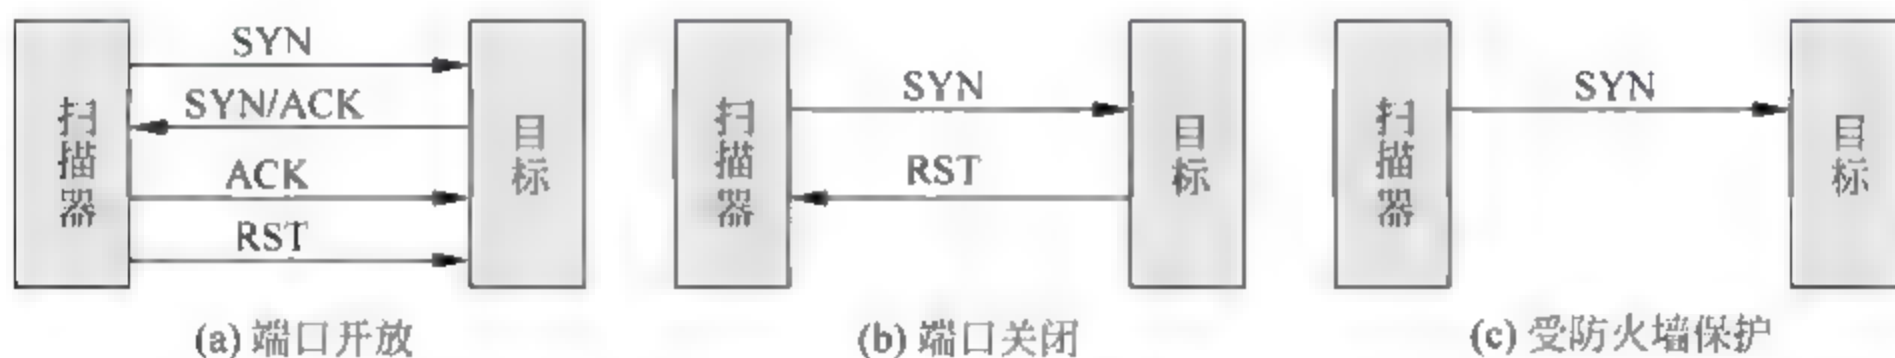 SYN
SYN/ACK
ACK
RST
扫描器
目标
(a) 端口开放
SYN
RST
扫描器
目标
(b) 端口关闭
SYN
扫描器
目标
(c) 受防火墙保护